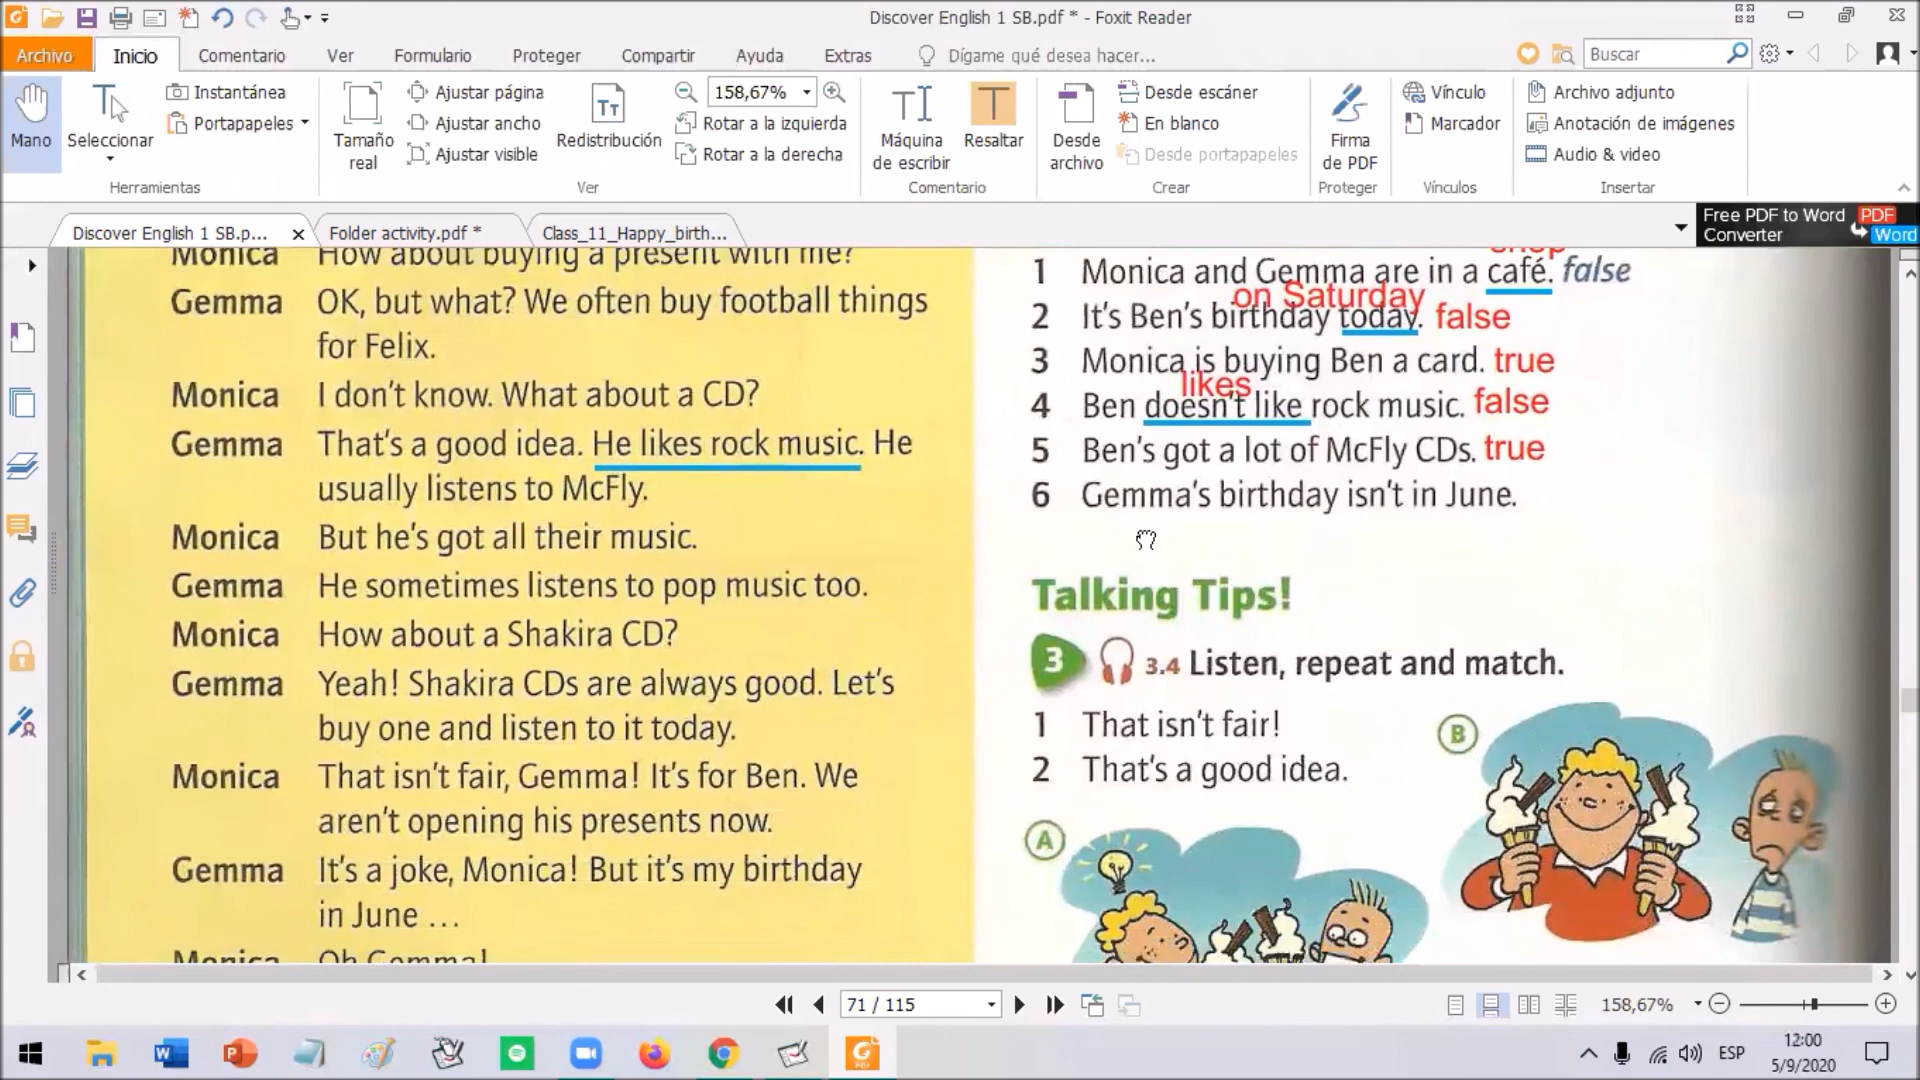 Discover English 1 SB.pdf * - Foxit Reader
Archivo Inicio Comentario Ver Formulario Proteger Compartir Ayuda Extras Dígame qué desea hacer... Buscar
Mano
Seleccionar
Instantánea
Portapapeles
Herramientas
Tamaño
real
Ajustar página
Ajustar ancho
Ajustar visible
Redistribución
158,67%
Rotar a la izquierda
Rotar a la derecha
Ver
Máquina
de escribir
Resaltar
Comentario
Desde
archivo
Desde escáner
En blanco
Desde portapapeles
Crear
Firma
de PDF
Proteger
Vínculo
Marcador
Vínculos
Archivo adjunto
Anotación de imágenes
Audio & video
Insertar
Discover English 1 SB.p... Folder activity.pdf * Class_11_Happy_birth...
Free PDF to Word
Converter
PDF
Word
Monica How about buying a present with me?
Gemma OK, but what? We often buy football things
for Felix.
Monica I don't know. What about a CD?
Gemma That's a good idea. He likes rock music. He
usually listens to McFly.
Monica But he's got all their music.
Gemma He sometimes listens to pop music too.
Monica How about a Shakira CD?
Gemma Yeah! Shakira CDs are always good. Let's
buy one and listen to it today.
Monica That isn't fair, Gemma! It's for Ben. We
aren't opening his presents now.
Gemma It's a joke, Monica! But it's my birthday
in June ...
Monica Oh Gemma!
shop
1 Monica and Gemma are in a café. false
on Saturday
2 It's Ben's birthday today. false
3 Monica is buying Ben a card. true
likes
4 Ben doesn't like rock music. false
5 Ben's got a lot of McFly CDs. true
6 Gemma's birthday isn't in June.
Talking Tips!
3 3.4 Listen, repeat and match.
1 That isn't fair!
2 That's a good idea.
B
A
71 / 115
158,67%
ESP
12:00
5/9/2020